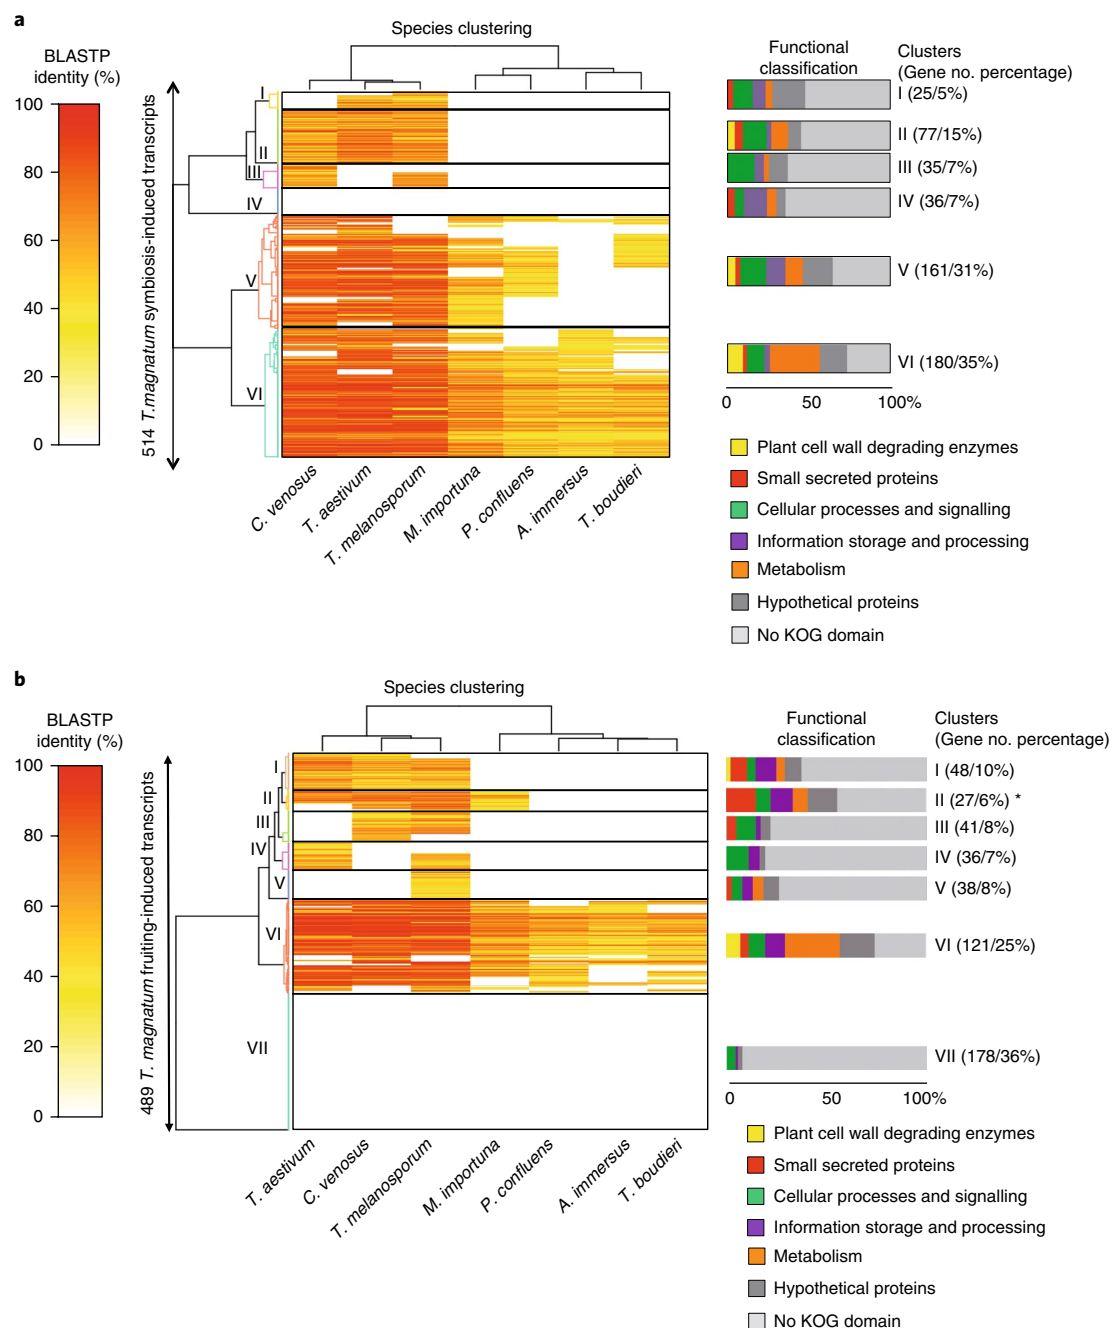 a
Species clustering
BLASTP
identity (%)
Functional
classification
Clusters
(Gene no. percentage)
100
80
60
40
20
0
514 T.magnatum symbiosis-induced transcripts
I
II
III
IV
V
VI
I (25/5%)
II (77/15%)
III (35/7%)
IV (36/7%)
V (161/31%)
VI (180/35%)
0 50 100%
C. venosus
T. aestivum
T. melanosporum
M. importuna
P. confluens
A. immersus
T. boudieri
Plant cell wall degrading enzymes
Small secreted proteins
Cellular processes and signalling
Information storage and processing
Metabolism
Hypothetical proteins
No KOG domain
b
Species clustering
BLASTP
identity (%)
Functional
classification
Clusters
(Gene no. percentage)
100
80
60
40
20
0
489 T. magnatum fruiting-induced transcripts
I
II
III
IV
V
VI
VII
I (48/10%)
II (27/6%) *
III (41/8%)
IV (36/7%)
V (38/8%)
VI (121/25%)
VII (178/36%)
0 50 100%
T. aestivum
C. venosus
T. melanosporum
M. importuna
P. confluens
A. immersus
T. boudieri
Plant cell wall degrading enzymes
Small secreted proteins
Cellular processes and signalling
Information storage and processing
Metabolism
Hypothetical proteins
No KOG domain